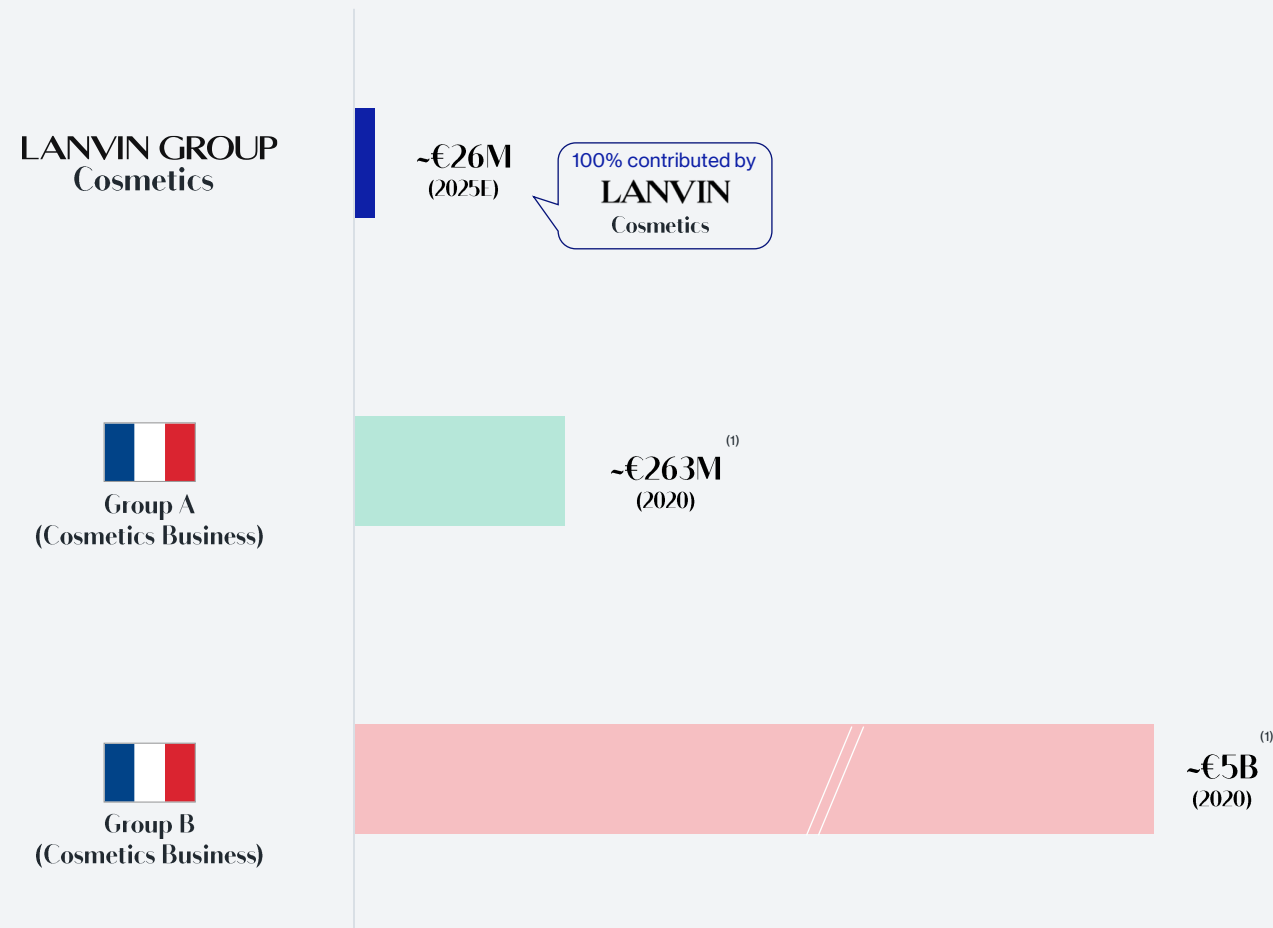 LANVIN GROUP
Cosmetics
~€26M
(2025E)
100% contributed by
LANVIN
Cosmetics
Group A
(Cosmetics Business)
~€263M (1)
(2020)
Group B
(Cosmetics Business)
~€5B (1)
(2020)